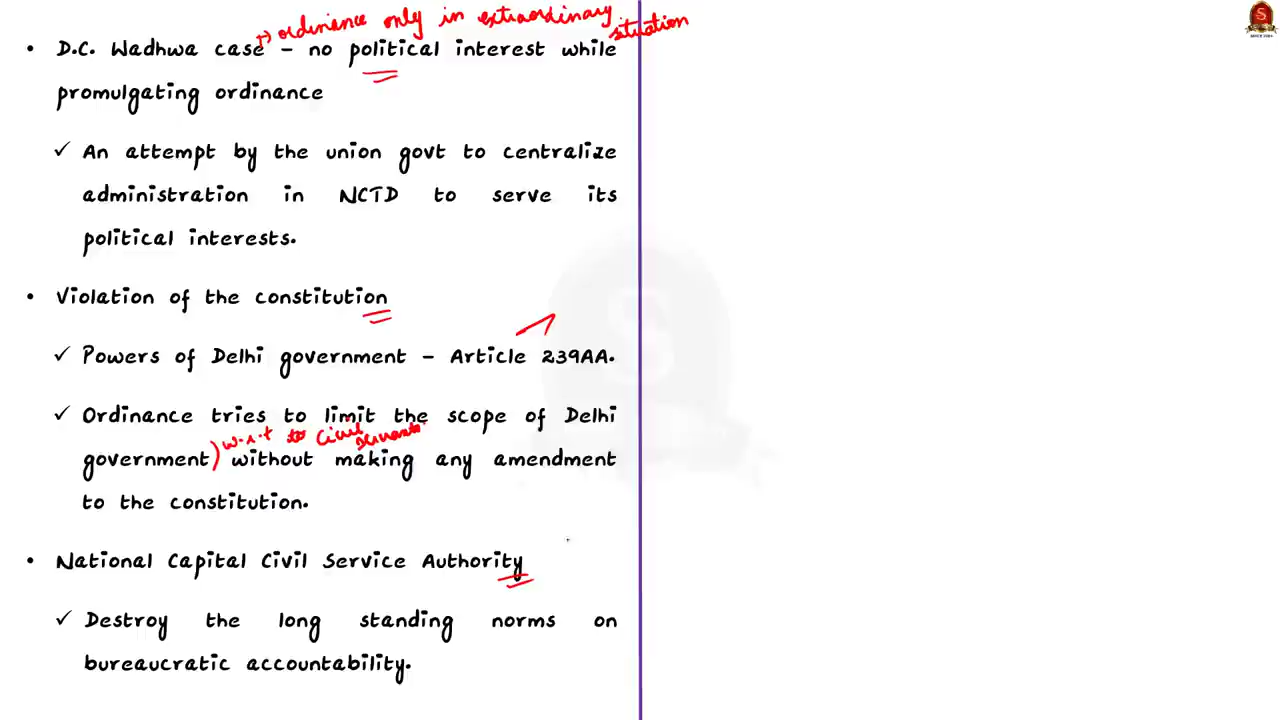 ↳ ordinance only in extraordinary situation
• D.C. Wadhwa case – no political interest while
promulgating ordinance
✓ An attempt by the union govt to centralize
administration in NCTD to serve its
political interests.
• Violation of the constitution
✓ Powers of Delhi government – Article 239AA.
✓ Ordinance tries to limit the scope of Delhi
w.r.t to civil servants
government) without making any amendment
to the constitution.
• National Capital Civil Service Authority
✓ Destroy the long standing norms on
bureaucratic accountability.